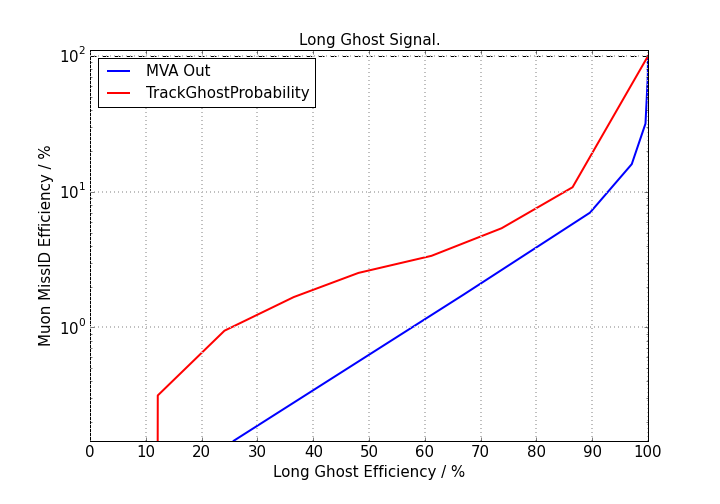 Long Ghost Signal.
10²
MVA Out
TrackGhostProbability
10¹
10⁰
Muon MissID Efficiency / %
0 10 20 30 40 50 60 70 80 90 100
Long Ghost Efficiency / %